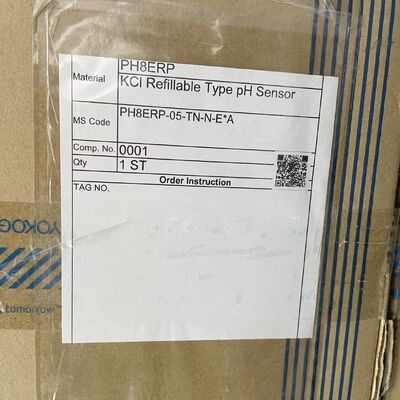 Material PH8ERP
KCl Refillable Type pH Sensor
MS Code PH8ERP-05-TN-N-E*A
Comp. No. 0001
Qty 1 ST
Order Instruction
TAG NO.
YOKOG
tomorrow